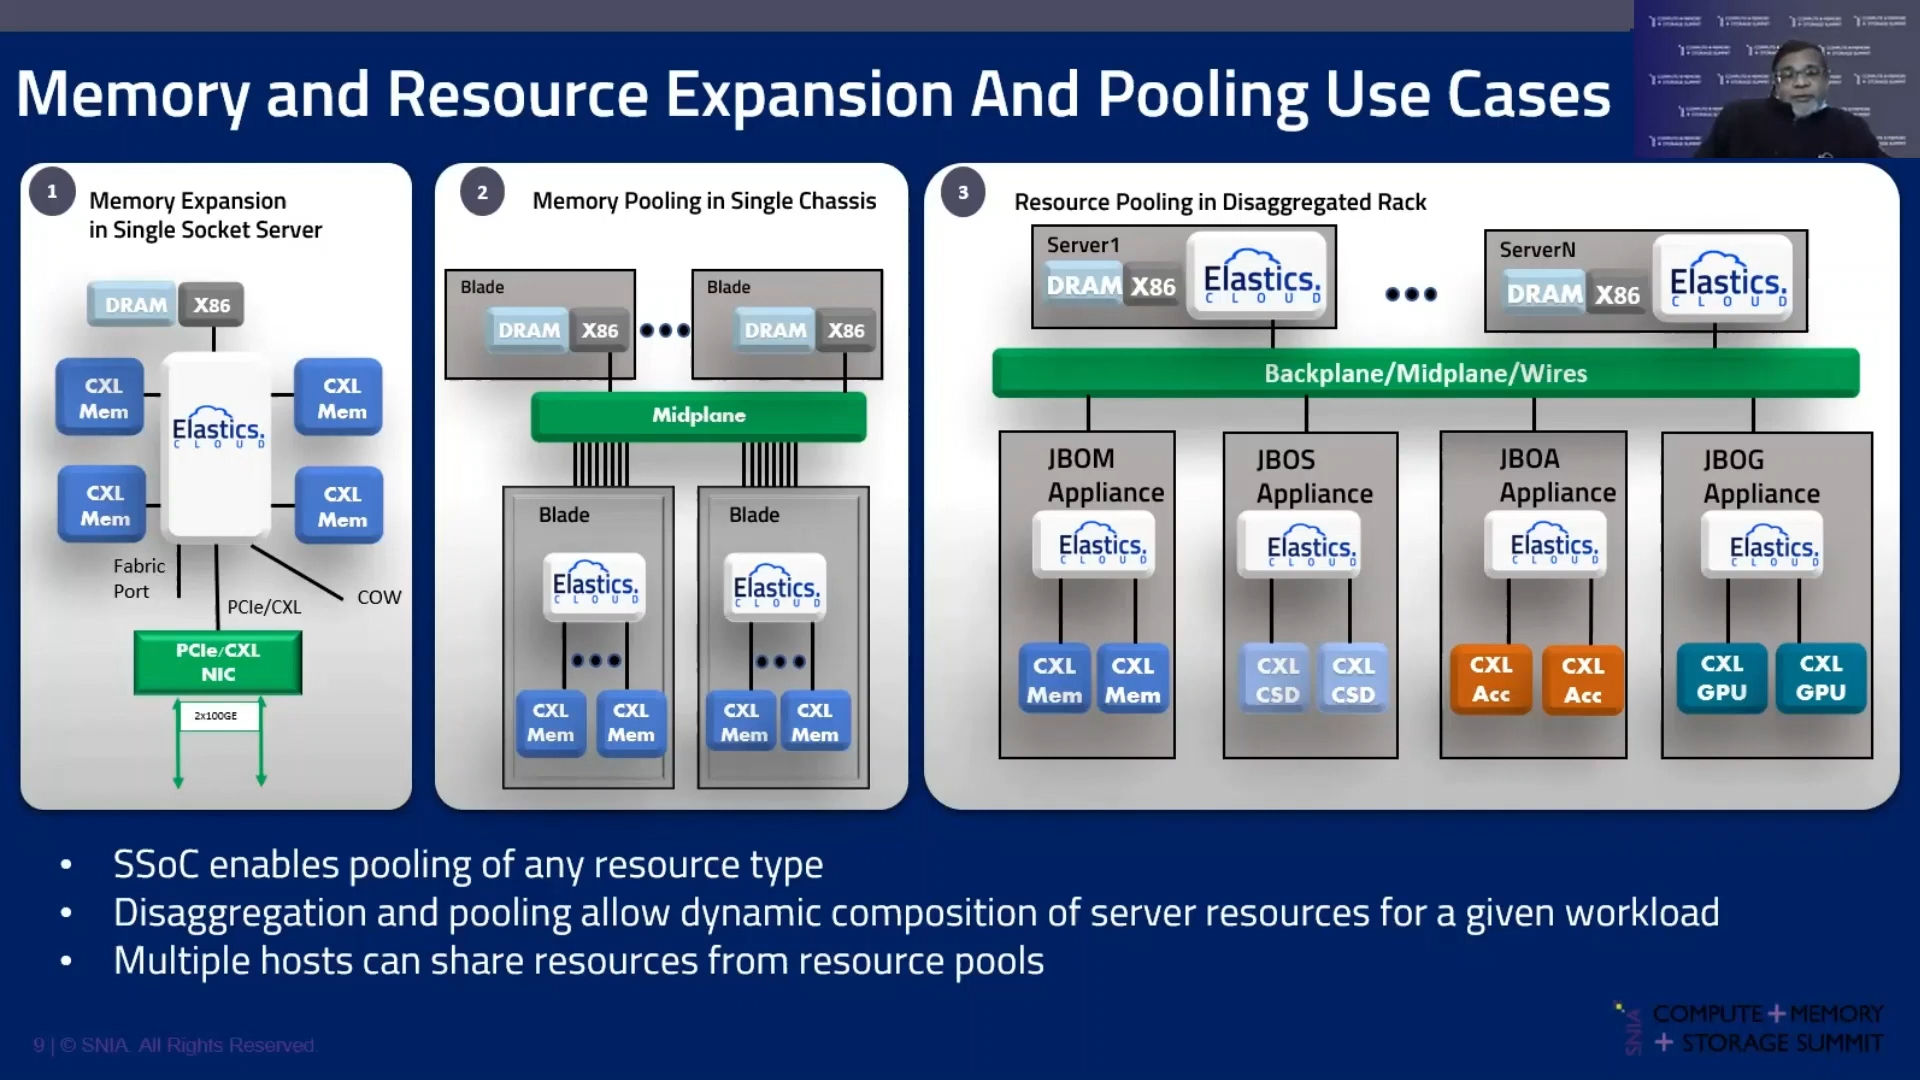 Memory and Resource Expansion And Pooling Use Cases
1
Memory Expansion
in Single Socket Server
DRAM
X86
CXL
Mem
CXL
Mem
Elastics.
CLOUD
CXL
Mem
CXL
Mem
Fabric
Port
PCIe/CXL
COW
PCIe/CXL
NIC
2x100GE
2
Memory Pooling in Single Chassis
Blade
DRAM
X86
Blade
DRAM
X86
Midplane
Blade
Elastics.
CLOUD
CXL
Mem
CXL
Mem
Blade
Elastics.
CLOUD
CXL
Mem
CXL
Mem
3
Resource Pooling in Disaggregated Rack
Server1
DRAM
X86
Elastics.
CLOUD
ServerN
DRAM
X86
Elastics.
CLOUD
Backplane/Midplane/Wires
JBOM
Appliance
Elastics.
CLOUD
CXL
Mem
CXL
Mem
JBOS
Appliance
Elastics.
CLOUD
CXL
CSD
CXL
CSD
JBOA
Appliance
Elastics.
CLOUD
CXL
Acc
CXL
Acc
JBOG
Appliance
Elastics.
CLOUD
CXL
GPU
CXL
GPU
• SSoC enables pooling of any resource type
• Disaggregation and pooling allow dynamic composition of server resources for a given workload
• Multiple hosts can share resources from resource pools
9 | © SNIA. All Rights Reserved.
SNIA
COMPUTE + MEMORY
+ STORAGE SUMMIT